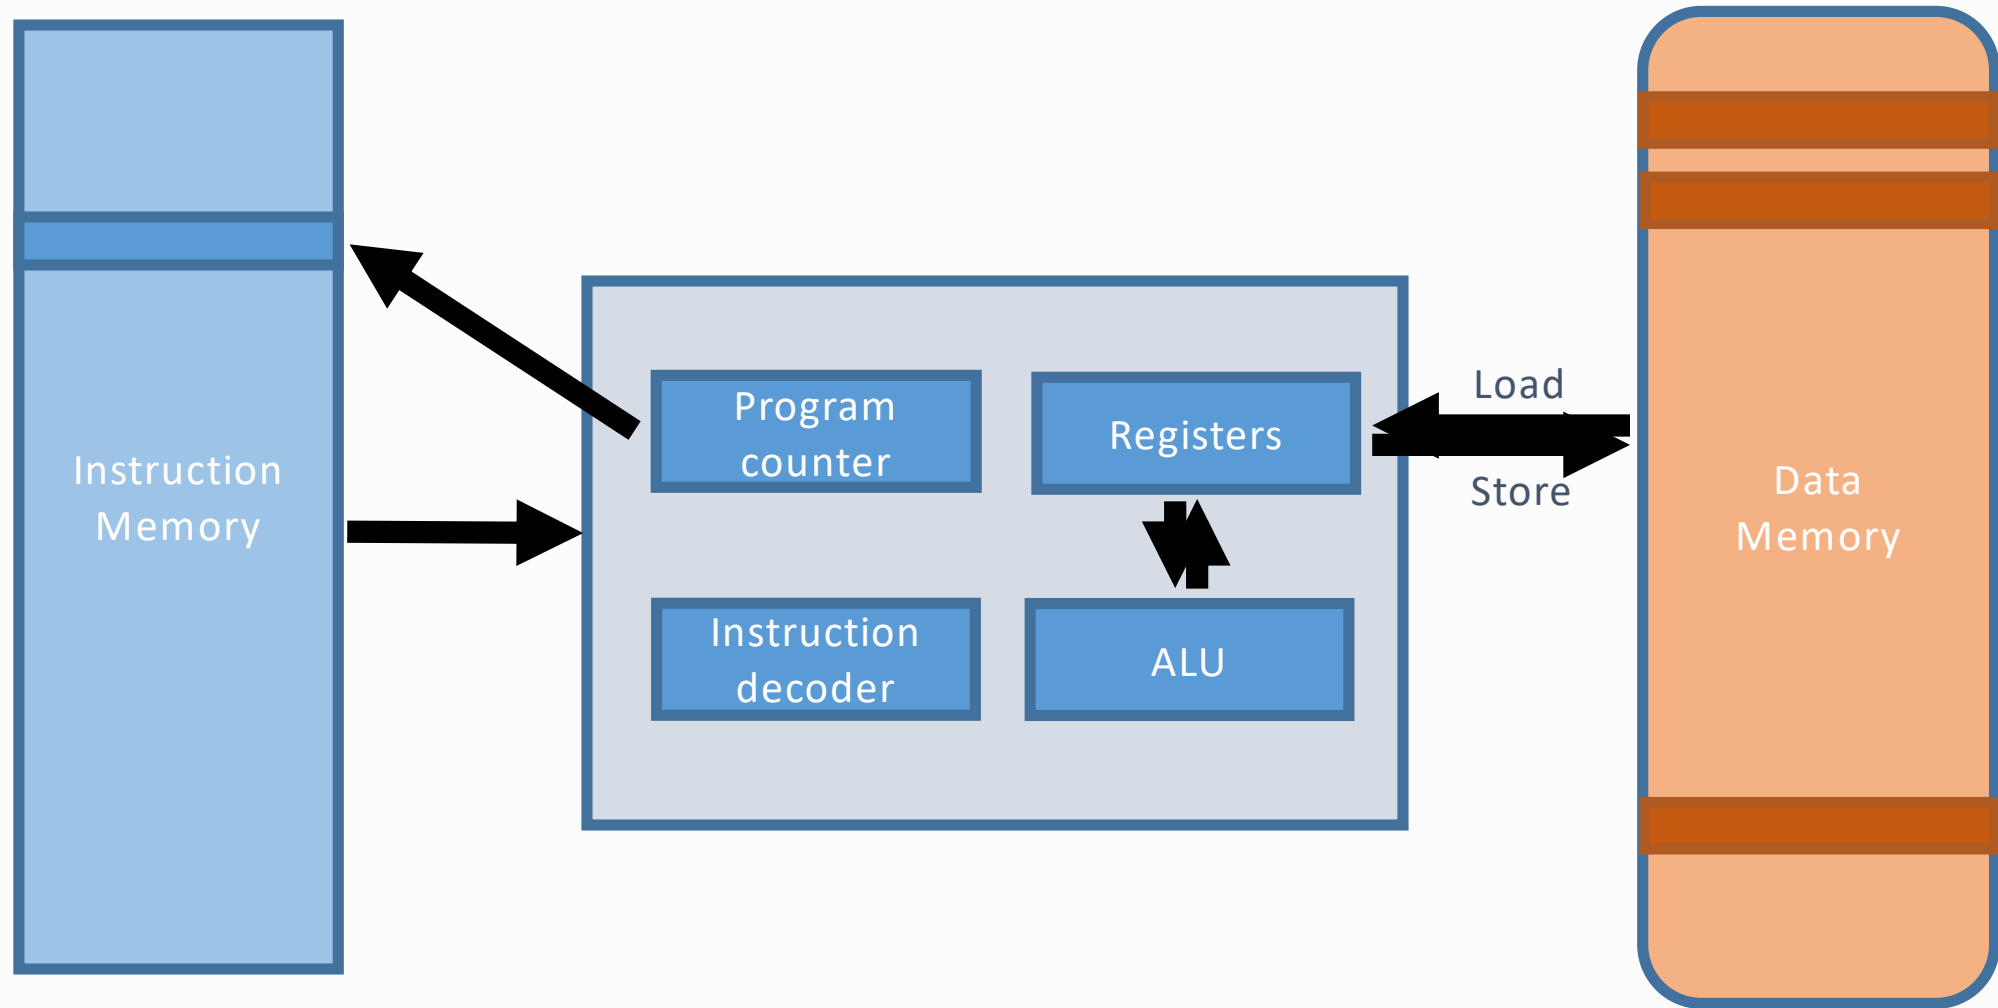 Instruction
Memory
Program
counter
Registers
Instruction
decoder
ALU
Load
Store
Data
Memory